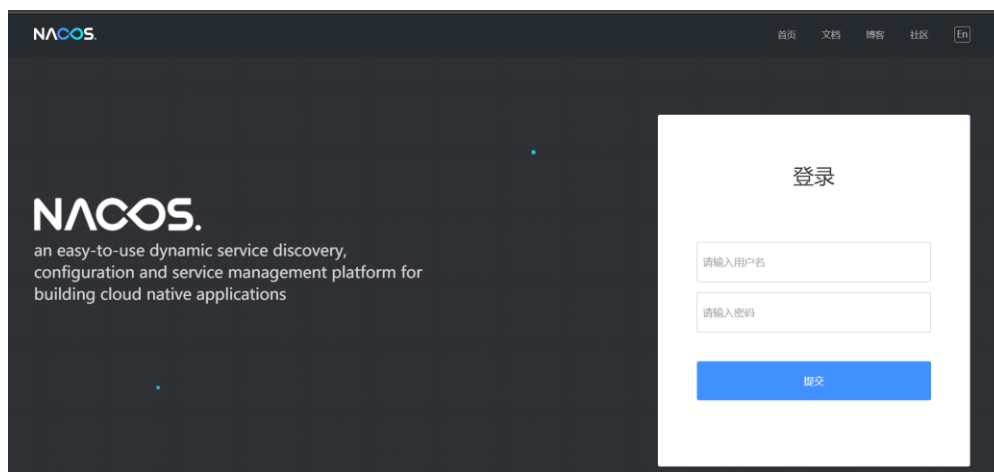 NACOS.
首页 文档 博客 社区 En
登录
NACOS.
an easy-to-use dynamic service discovery,
configuration and service management platform for
building cloud native applications
请输入用户名
请输入密码
提交